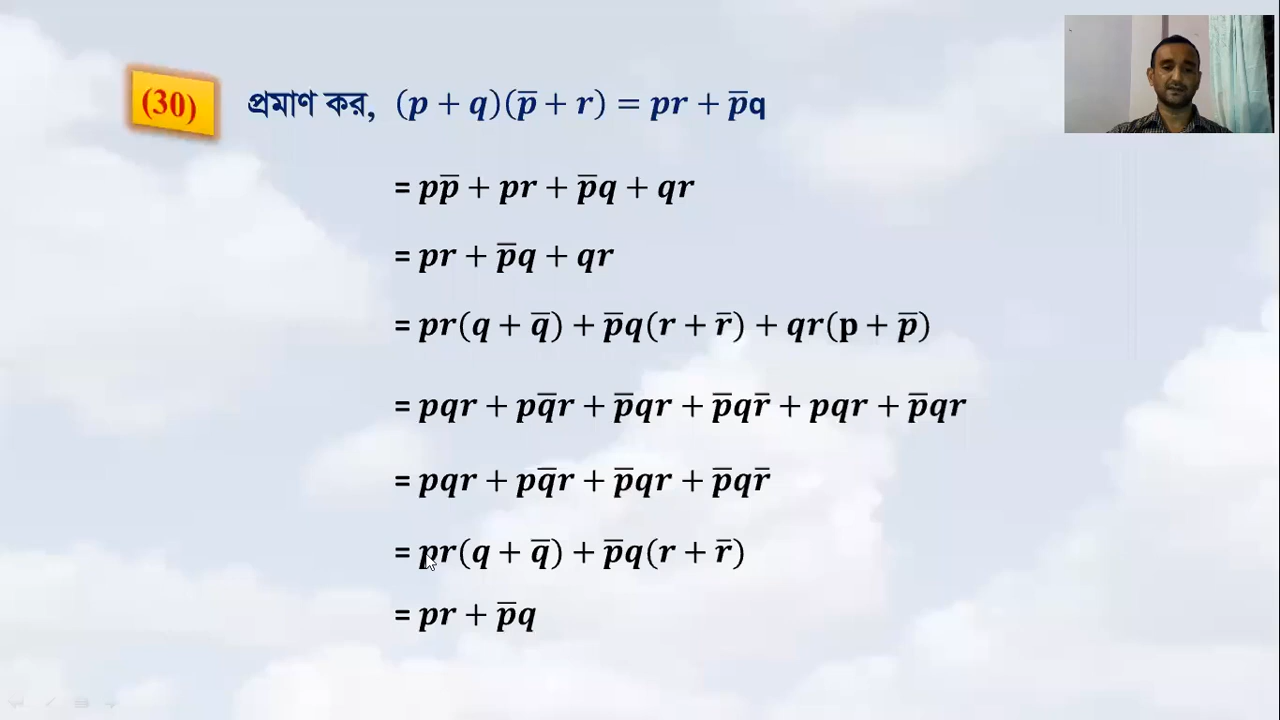 (30) প্রমাণ কর, (p + q)(p̅ + r) = pr + p̅q
= pp̅ + pr + p̅q + qr
= pr + p̅q + qr
= pr(q + q̅) + p̅q(r + r̅) + qr(p + p̅)
= pqr + pq̅r + p̅qr + p̅qr̅ + pqr + p̅qr
= pqr + pq̅r + p̅qr + p̅qr̅
= pr(q + q̅) + p̅q(r + r̅)
= pr + p̅q